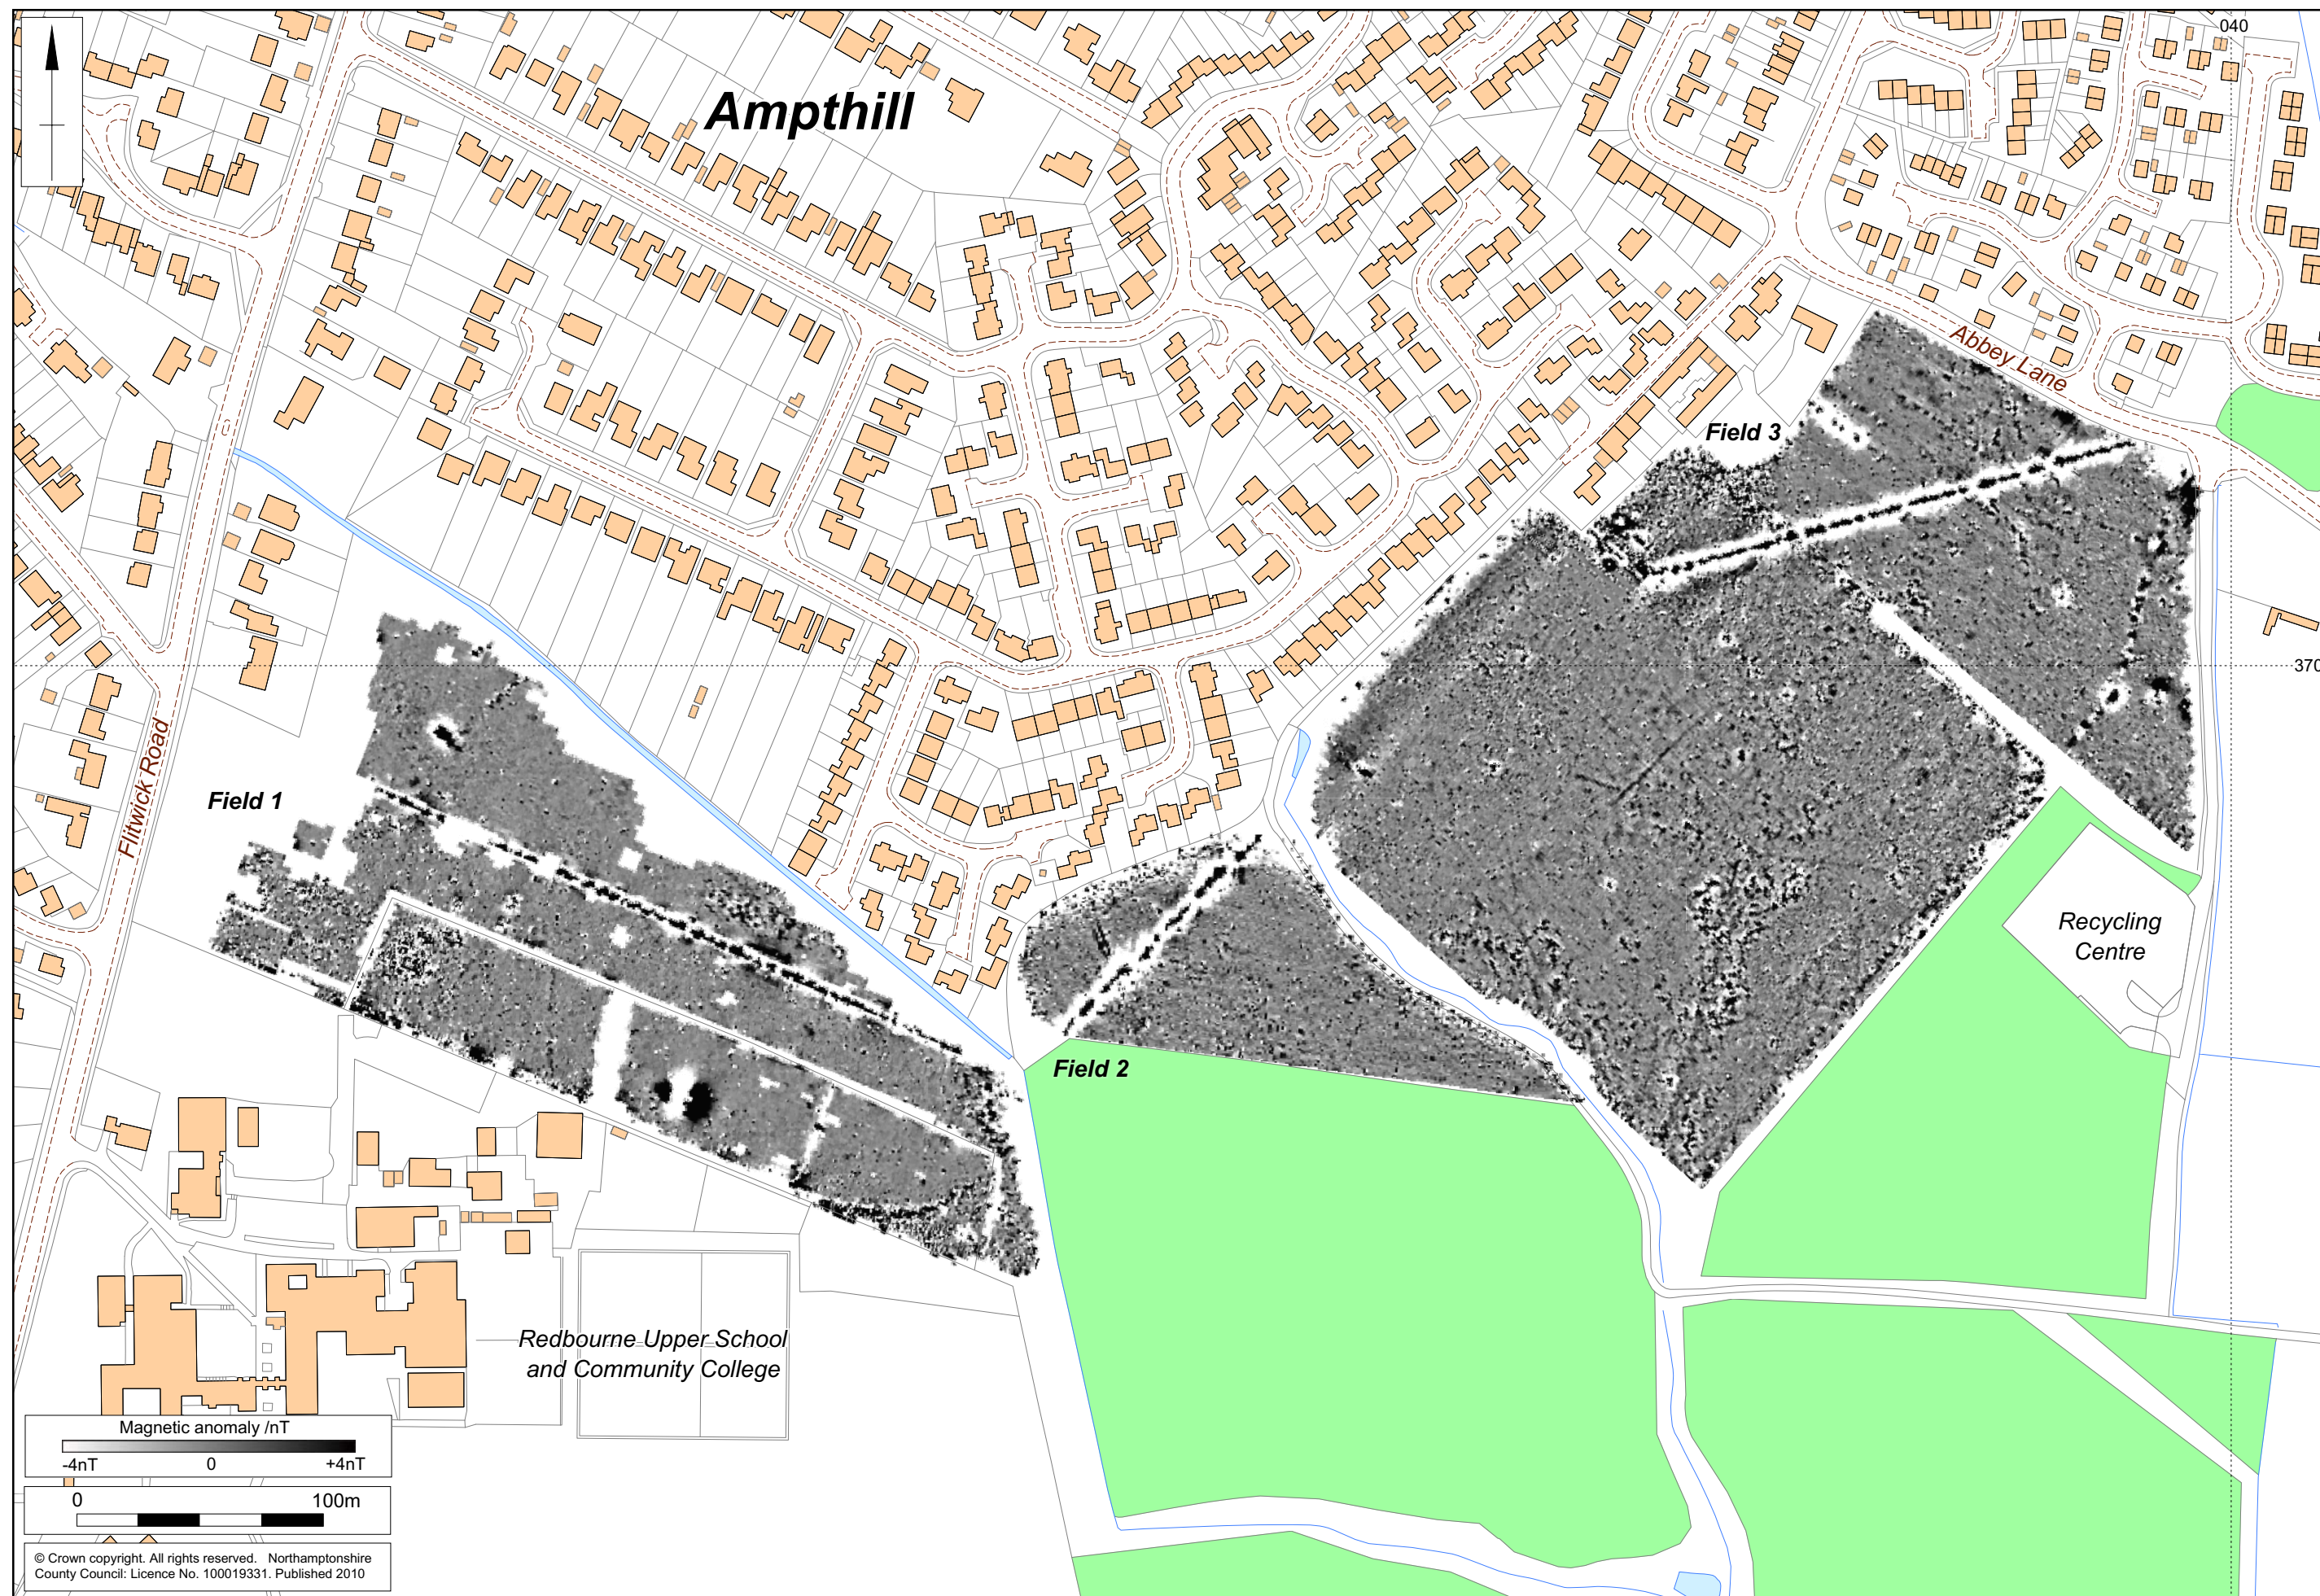 040
Ampthill
Abbey Lane
Field 3
370
Flitwick Road
Field 1
Recycling
Centre
Field 2
Redbourne Upper School
and Community College
Magnetic anomaly /nT
-4nT 0 +4nT
0 100m
© Crown copyright. All rights reserved. Northamptonshire
County Council: Licence No. 100019331. Published 2010